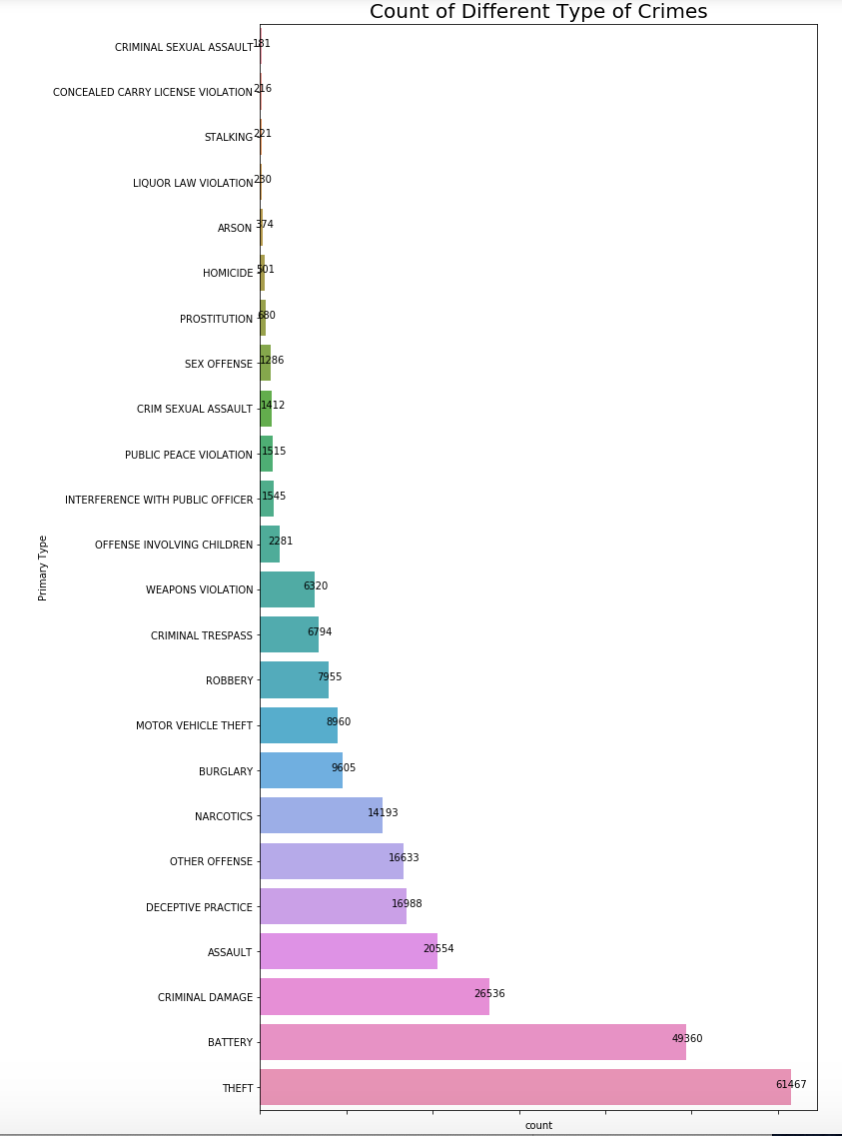 Count of Different Type of Crimes
CRIMINAL SEXUAL ASSAULT 181
CONCEALED CARRY LICENSE VIOLATION 216
STALKING 221
LIQUOR LAW VIOLATION 230
ARSON 374
HOMICIDE 501
PROSTITUTION 680
SEX OFFENSE 1286
CRIM SEXUAL ASSAULT 1412
PUBLIC PEACE VIOLATION 1515
INTERFERENCE WITH PUBLIC OFFICER 1545
OFFENSE INVOLVING CHILDREN 2281
Primary Type
WEAPONS VIOLATION 6320
CRIMINAL TRESPASS 6794
ROBBERY 7955
MOTOR VEHICLE THEFT 8960
BURGLARY 9605
NARCOTICS 14193
OTHER OFFENSE 16633
DECEPTIVE PRACTICE 16988
ASSAULT 20554
CRIMINAL DAMAGE 26536
BATTERY 49360
THEFT 61467
count